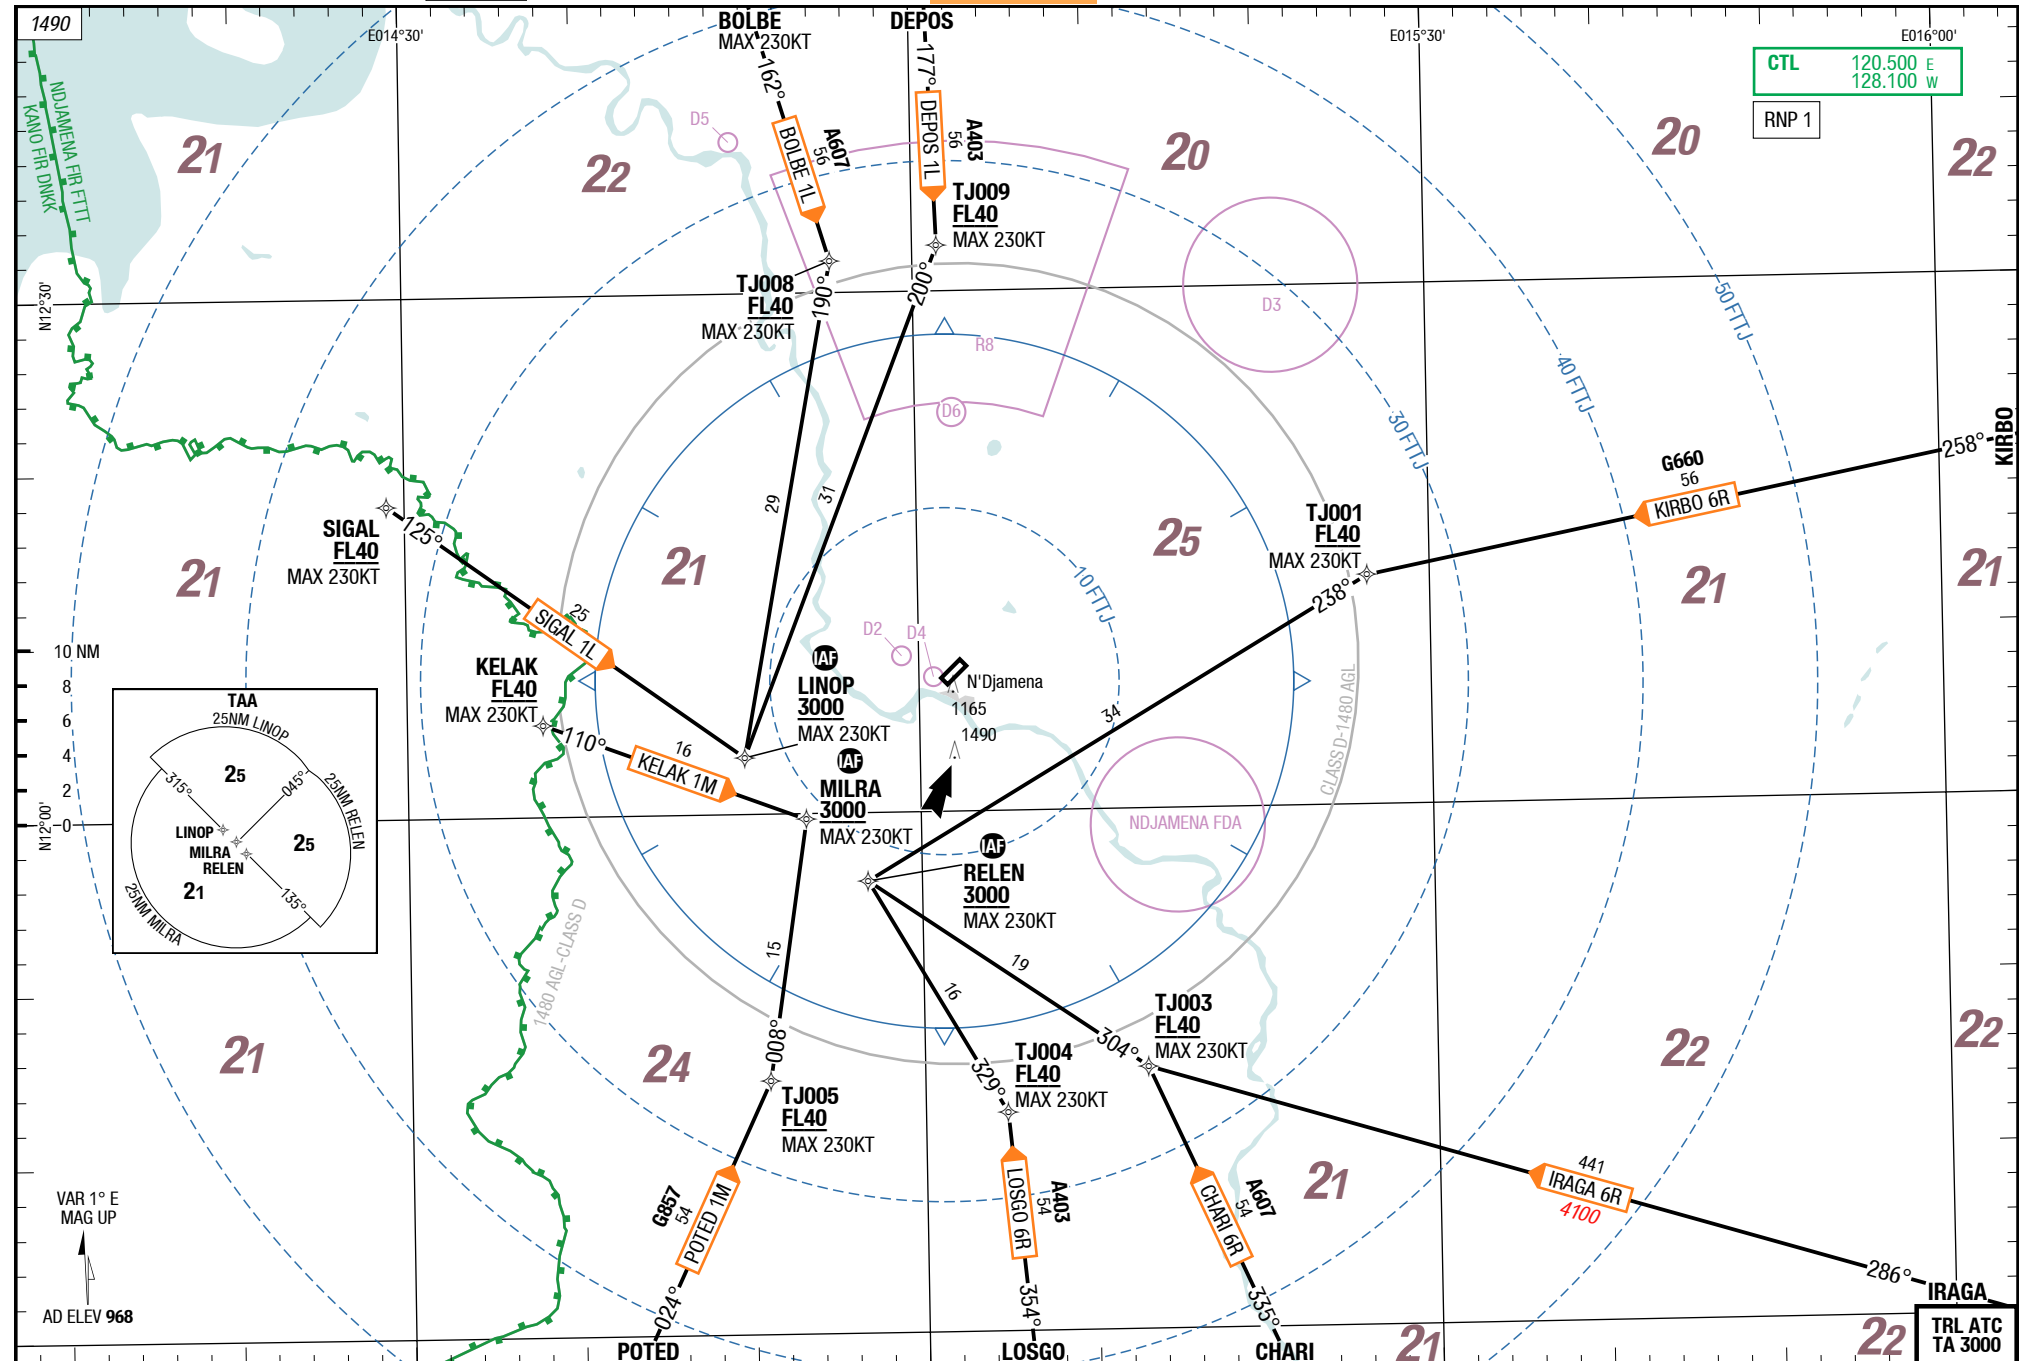 1490
BOLBE
MAX 230KT
DEPOS
E014°30'
E015°30'
E016°00'
CTL 120.500 E
128.100 W
RNP 1
NDJAMENA FIR FTTT
KANO FIR DNKK
162°
177°
BOLBE 1L
A607
56
DEPOS 1L
A403
56
D5
21
22
20
20
22
TJ009
FL40
MAX 230KT
TJ008
FL40
MAX 230KT
190°
200°
D3
R8
D6
N12°30'
50 FTTJ
40 FTTJ
30 FTTJ
10 FTTJ
KIRBO
258°
G660
56
KIRBO 6R
TJ001
FL40
MAX 230KT
238°
29
31
SIGAL
FL40
MAX 230KT
125°
25
SIGAL 1L
21
21
25
21
21
KELAK
FL40
MAX 230KT
110°
16
KELAK 1M
IAF
LINOP
3000
MAX 230KT
IAF
MILRA
3000
MAX 230KT
D2
D4
N'Djamena
1165
1490
34
CLASS D-1480 AGL
NDJAMENA FDA
IAF
RELEN
3000
MAX 230KT
10 NM
8
6
4
2
0
N12°00'
TAA
25NM LINOP
25
315°
045°
25NM RELEN
LINOP
MILRA
RELEN
25
21
135°
25NM MILRA
1480 AGL-CLASS D
15
008°
16
19
329°
304°
TJ003
FL40
MAX 230KT
TJ004
FL40
MAX 230KT
TJ005
FL40
MAX 230KT
21
24
22
22
21
G857
54
POTED 1M
024°
POTED
A403
54
LOSGO 6R
354°
LOSGO
A607
54
CHARI 6R
335°
CHARI
441
IRAGA 6R
4100
286°
IRAGA
21
22
VAR 1° E
MAG UP
AD ELEV 968
TRL ATC
TA 3000